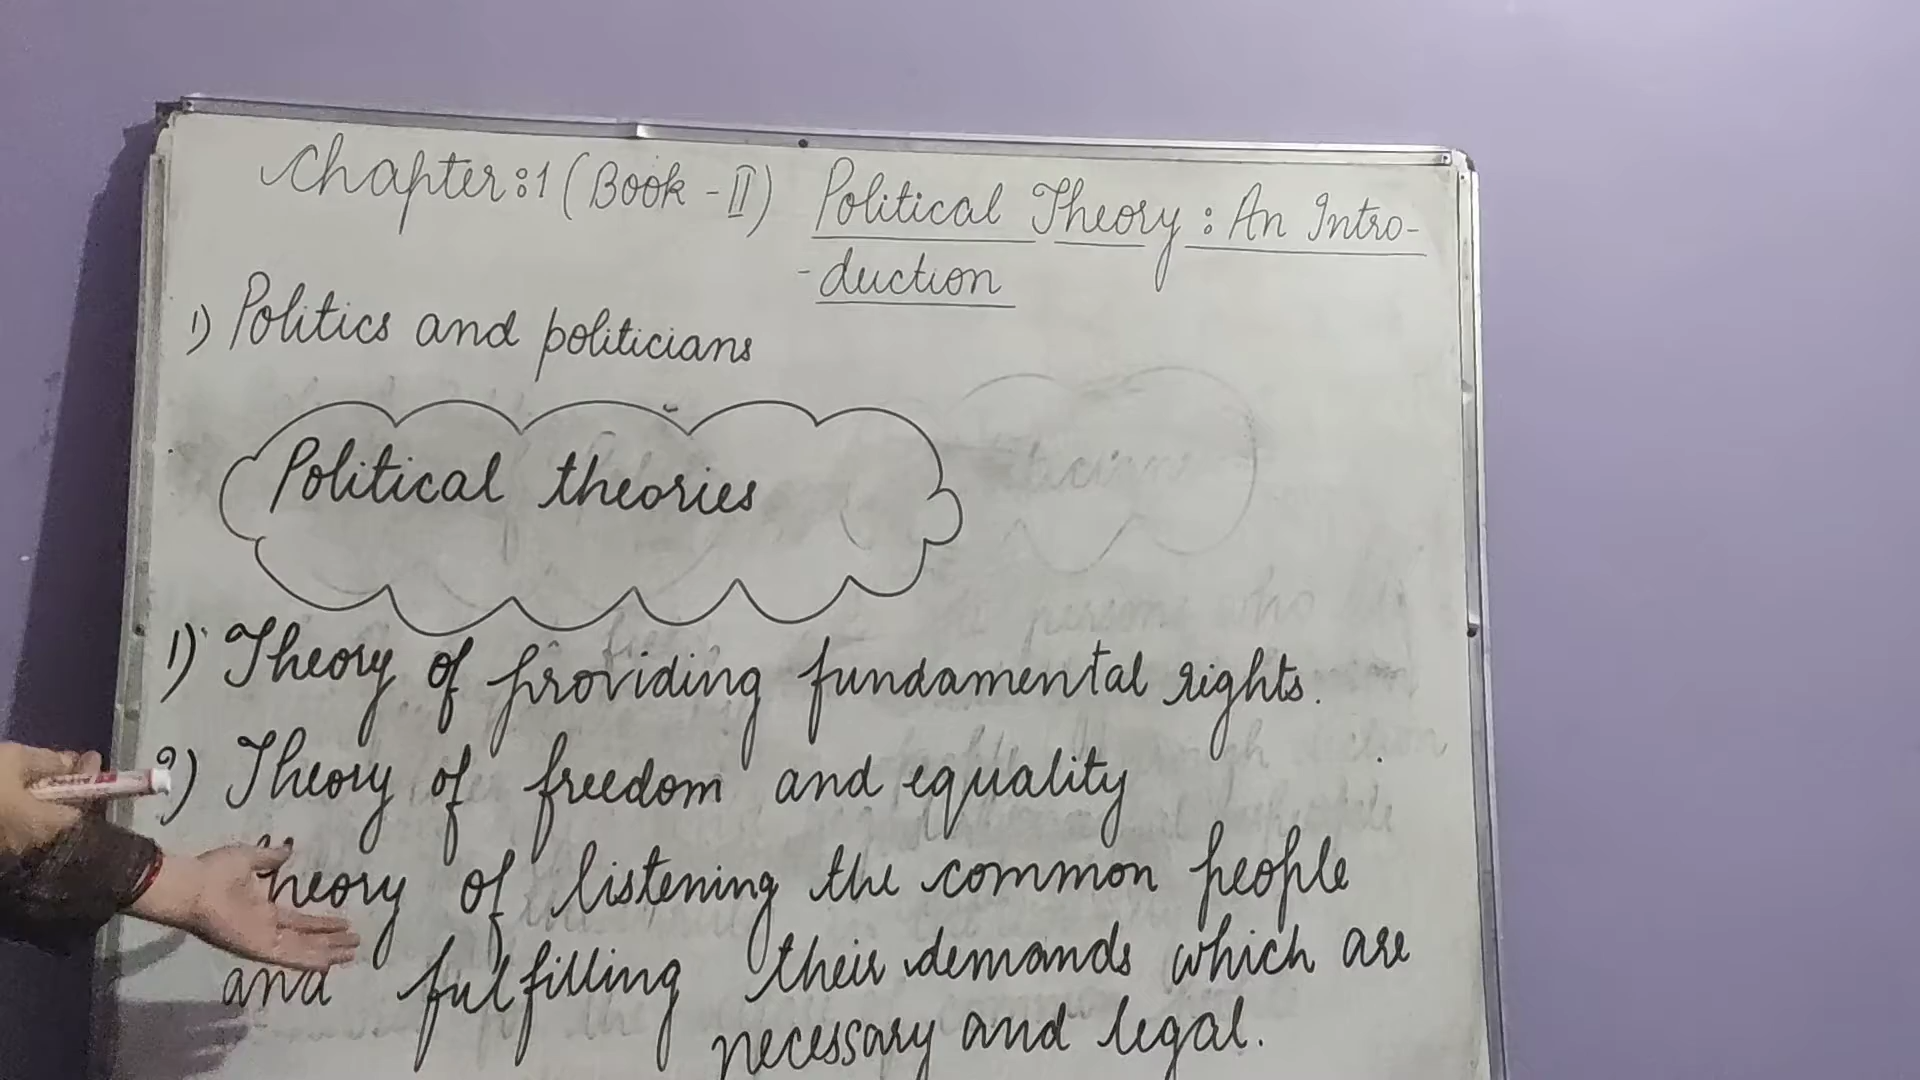 Chapter:1 (Book - II) Political Theory : An Intro-
- duction
1) Politics and politicians
Political theories
1) Theory of providing fundamental rights.
2) Theory of freedom and equality
Theory of listening the common people
and fulfilling their demands which are
necessary and legal.